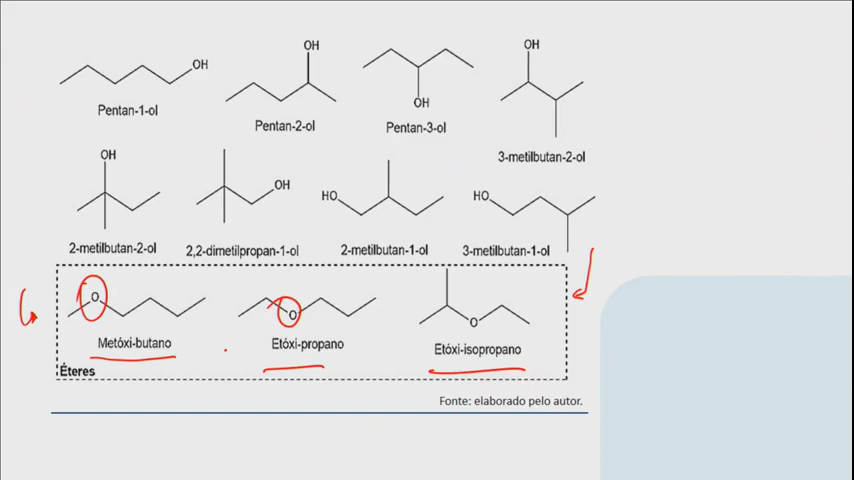 OH
Pentan-1-ol
OH
Pentan-2-ol
OH
Pentan-3-ol
OH
3-metilbutan-2-ol
OH
2-metilbutan-2-ol
OH
2,2-dimetilpropan-1-ol
HO
2-metilbutan-1-ol
HO
3-metilbutan-1-ol
O
Metóxi-butano
O
Etóxi-propano
O
Etóxi-isopropano
Éteres
Fonte: elaborado pelo autor.